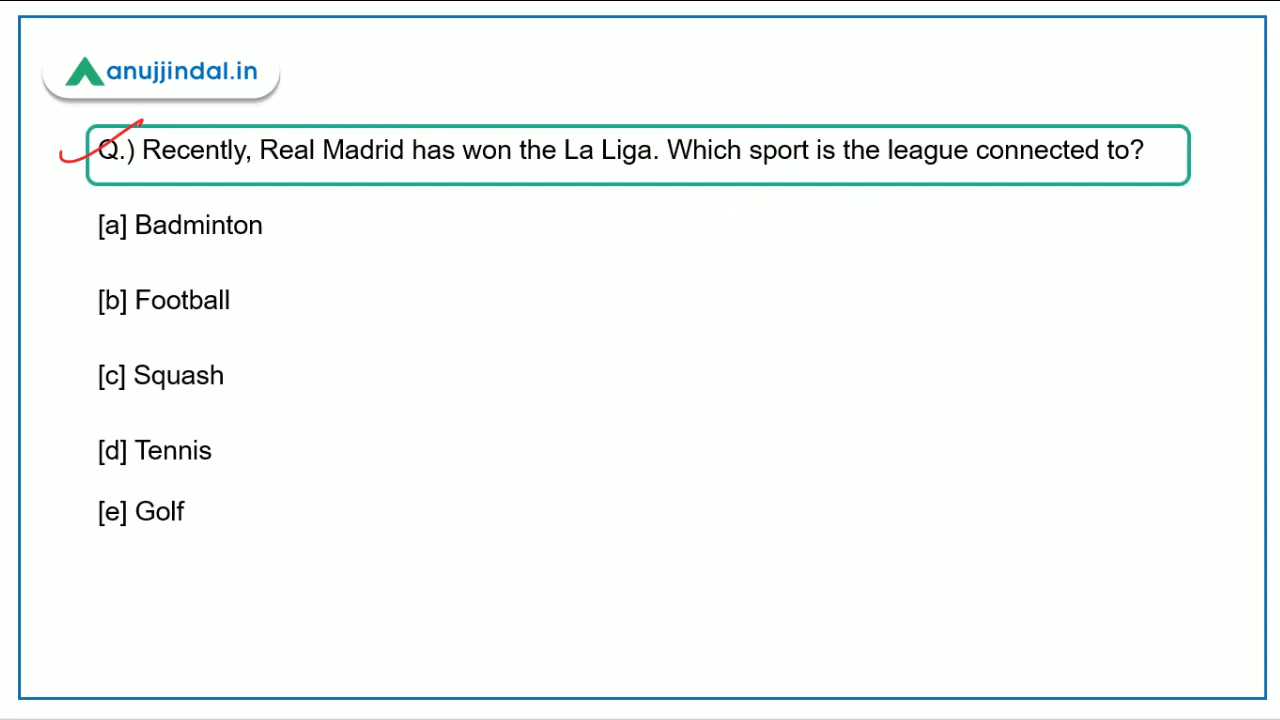 anujjindal.in
Q.) Recently, Real Madrid has won the La Liga. Which sport is the league connected to?
[a] Badminton
[b] Football
[c] Squash
[d] Tennis
[e] Golf